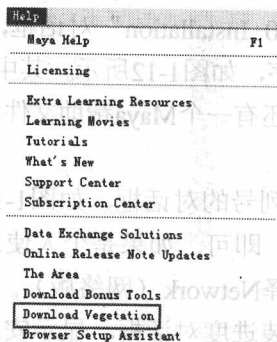 Help
Maya Help F1
Licensing
Extra Learning Resources
Learning Movies
Tutorials
What's New
Support Center
Subscription Center
Data Exchange Solutions
Online Release Note Updates
The Area
Download Bonus Tools
Download Vegetation
Browser Setup Assistant